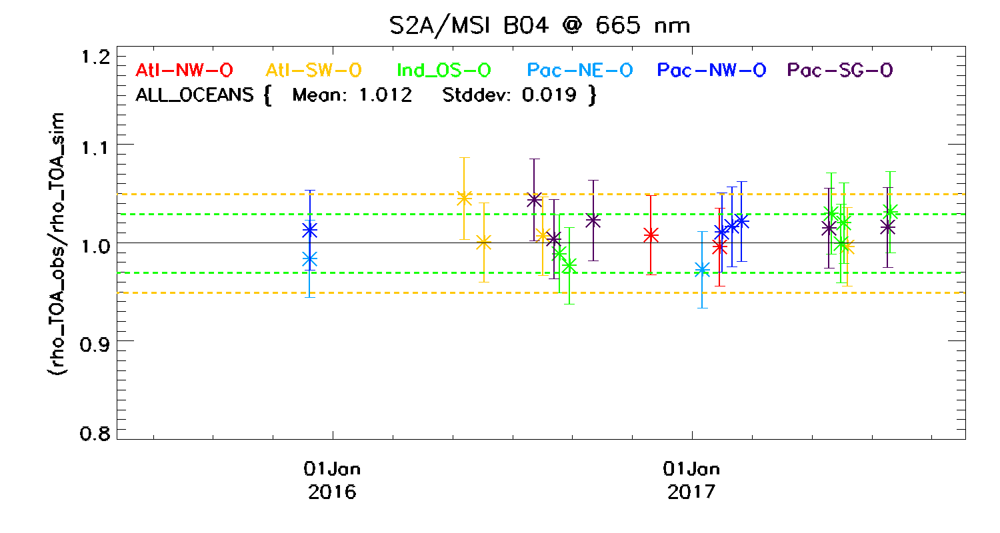 S2A/MSI B04 @ 665 nm
Atl-NW-O Atl-SW-O Ind_OS-O Pac-NE-O Pac-NW-O Pac-SG-O
ALL_OCEANS { Mean: 1.012 Stddev: 0.019 }
(rho_TOA_obs/rho_TOA_sim
1.2
1.1
1.0
0.9
0.8
01Jan 01Jan
2016 2017